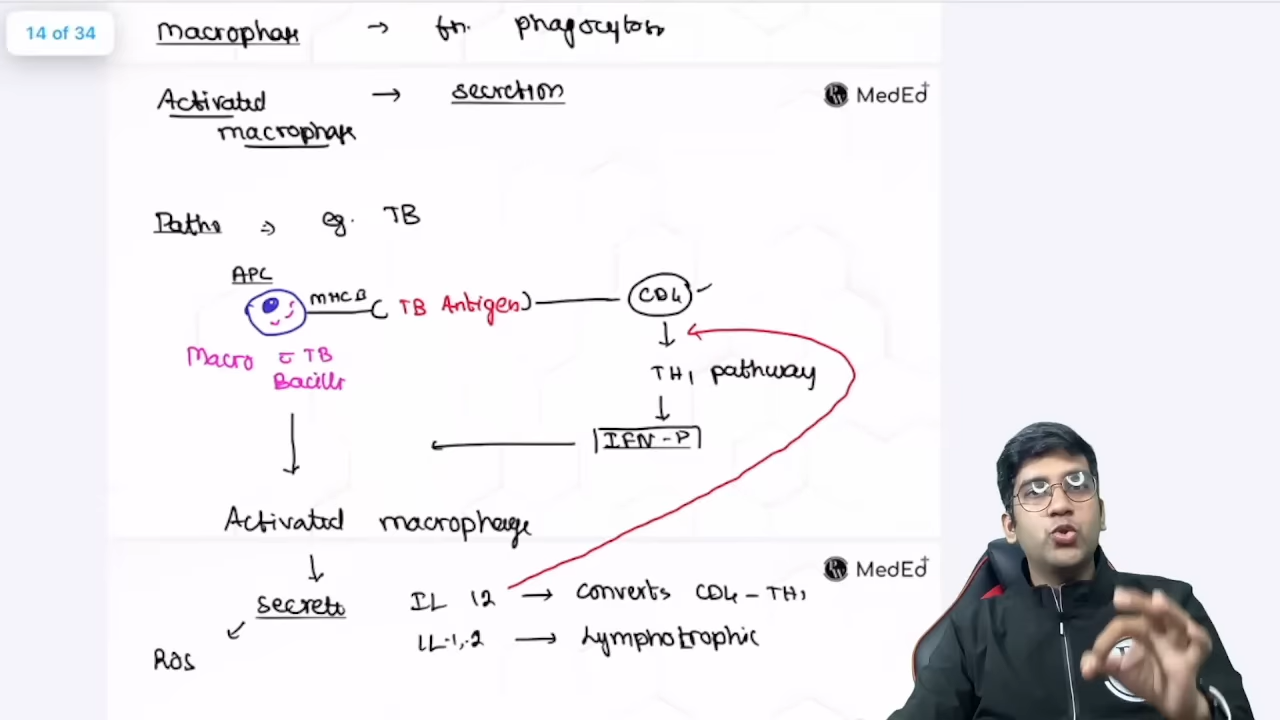 14 of 34
macrophage → fn. phagocytosis
MedEd+
Activated → secretion
macrophage
Patho ⇒ eg. TB
APC
MHC II ( TB Antigen) CD4
Macro c̄ TB
Bacilli
TH1 pathway
IFN-γ
Activated macrophage
MedEd+
secrets
IL 12 → converts CD4 - TH1
IL-1,-2 → Lymphotrophic
ROS